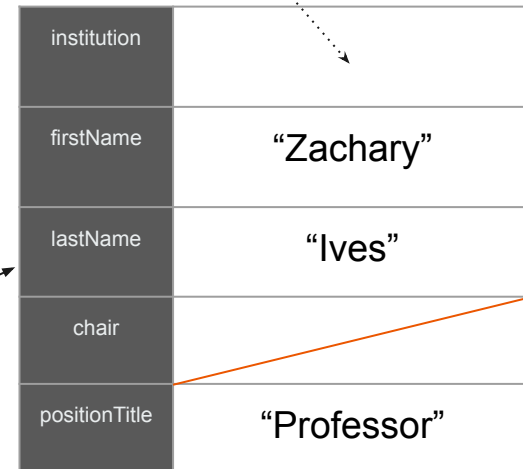 institution
firstName “Zachary”
lastName “Ives”
chair
positionTitle “Professor”